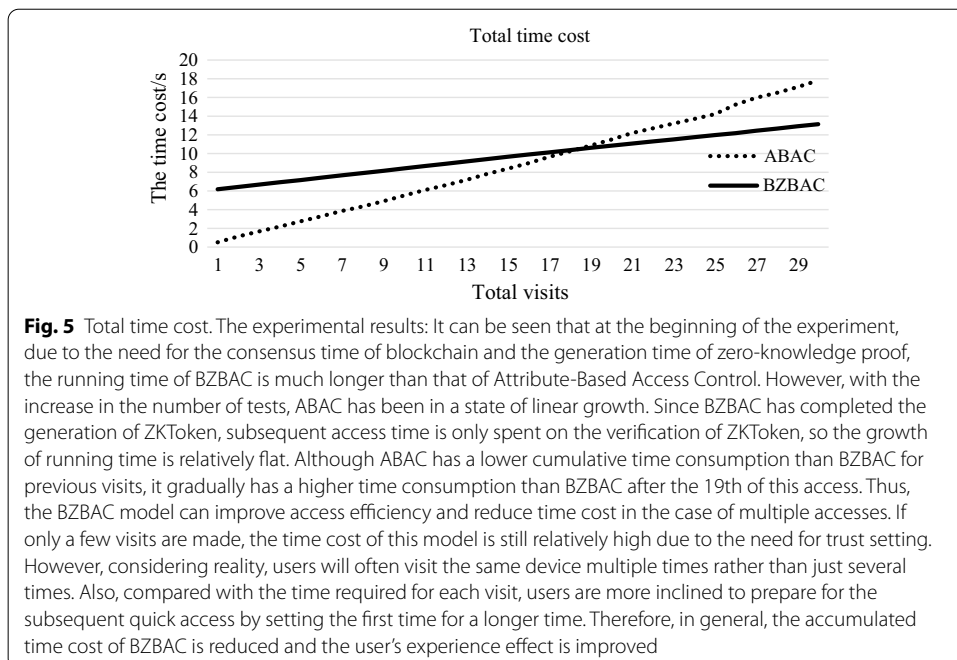 Total time cost
20
18
16
14
12
10
8
6
4
2
0
The time cost/s
ABAC
BZBAC
1 3 5 7 9 11 13 15 17 19 21 23 25 27 29
Total visits
Fig. 5 Total time cost. The experimental results: It can be seen that at the beginning of the experiment,
due to the need for the consensus time of blockchain and the generation time of zero-knowledge proof,
the running time of BZBAC is much longer than that of Attribute-Based Access Control. However, with the
increase in the number of tests, ABAC has been in a state of linear growth. Since BZBAC has completed the
generation of ZKToken, subsequent access time is only spent on the verification of ZKToken, so the growth
of running time is relatively flat. Although ABAC has a lower cumulative time consumption than BZBAC for
previous visits, it gradually has a higher time consumption than BZBAC after the 19th of this access. Thus,
the BZBAC model can improve access efficiency and reduce time cost in the case of multiple accesses. If
only a few visits are made, the time cost of this model is still relatively high due to the need for trust setting.
However, considering reality, users will often visit the same device multiple times rather than just several
times. Also, compared with the time required for each visit, users are more inclined to prepare for the
subsequent quick access by setting the first time for a longer time. Therefore, in general, the accumulated
time cost of BZBAC is reduced and the user's experience effect is improved